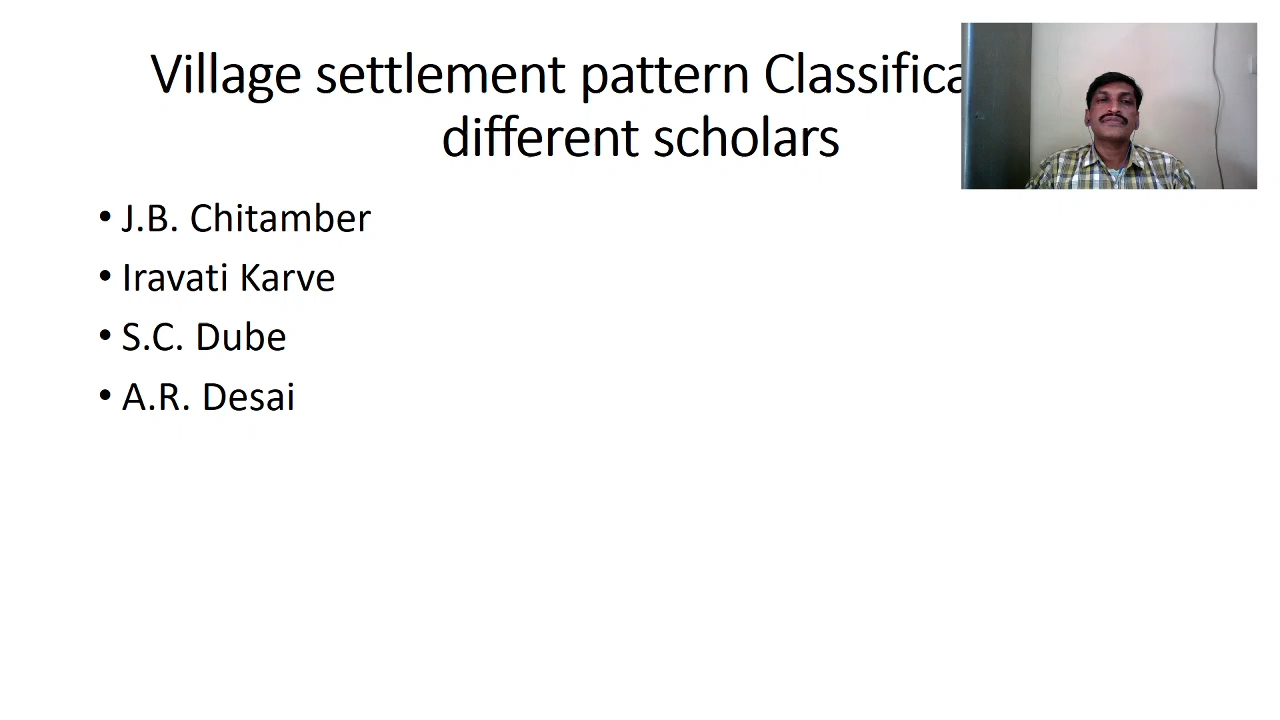 Village settlement pattern Classifica
different scholars
• J.B. Chitamber
• Iravati Karve
• S.C. Dube
• A.R. Desai